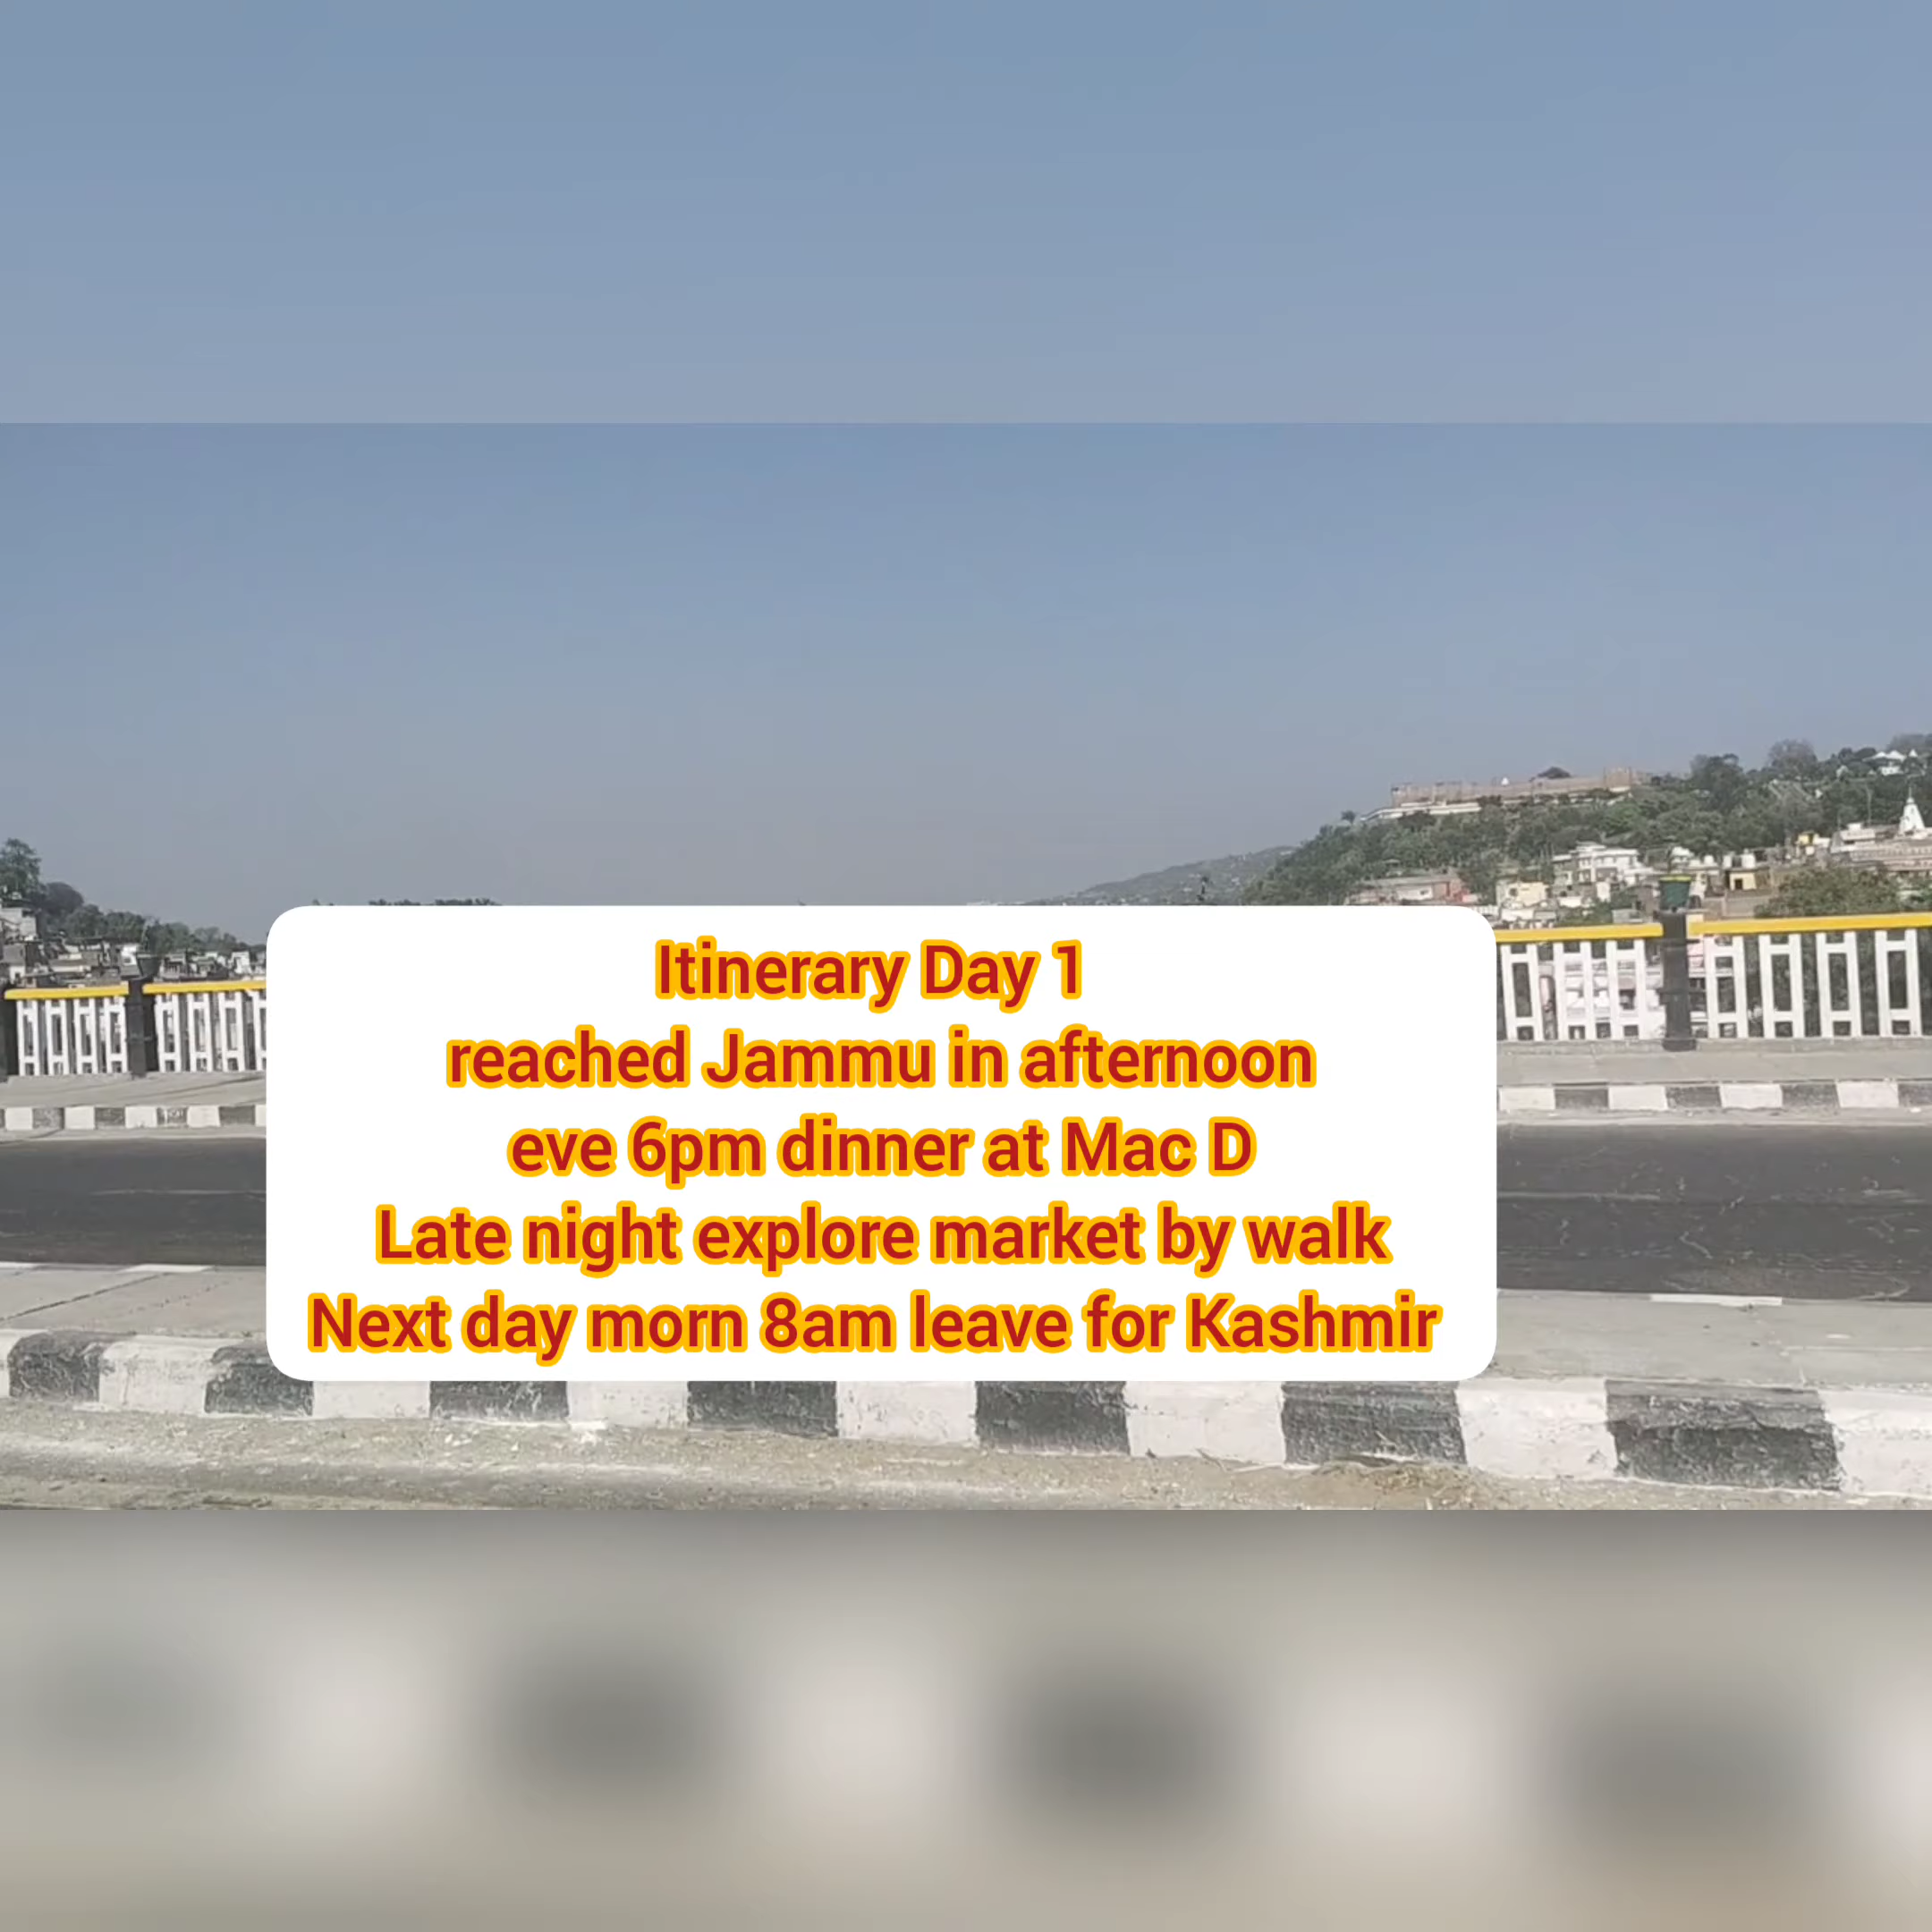 Itinerary Day 1
reached Jammu in afternoon
eve 6pm dinner at Mac D
Late night explore market by walk
Next day morn 8am leave for Kashmir